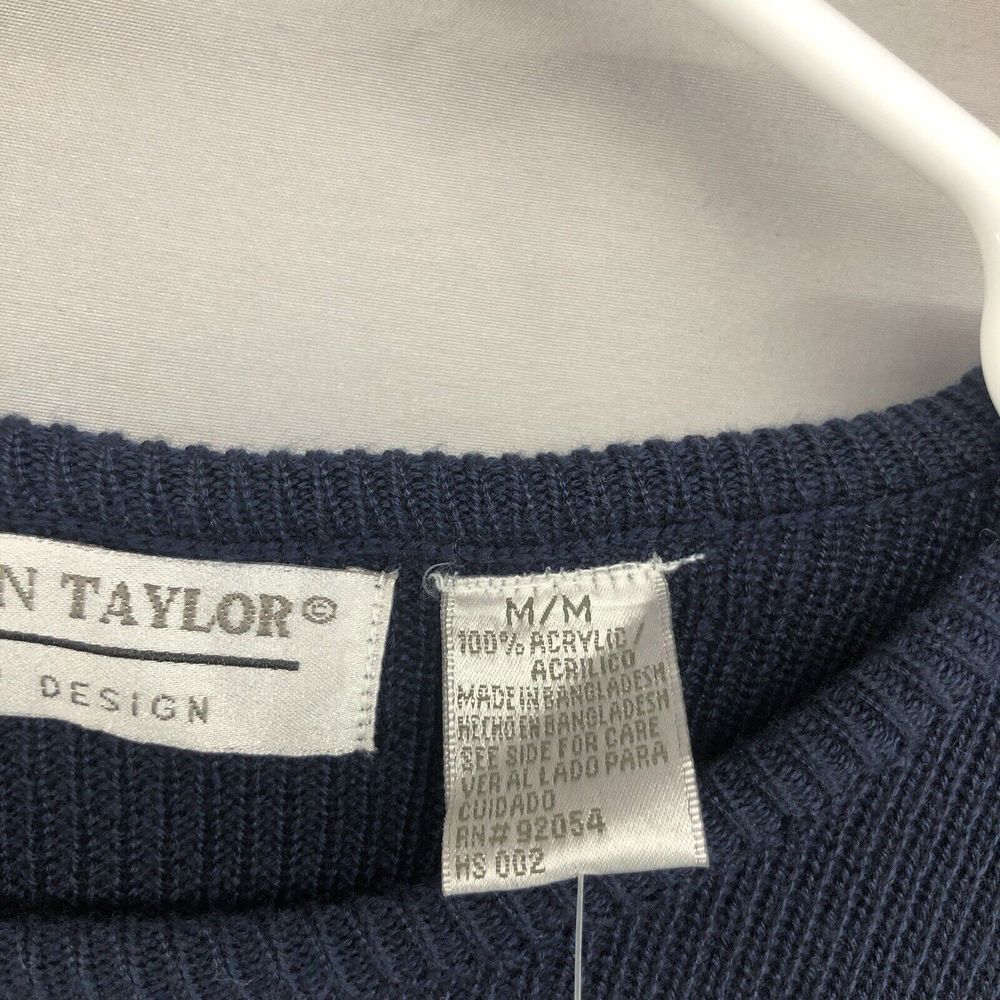 N TAYLOR©
DESIGN
M/M
100% ACRYLIC/
ACRILICO
MADE IN BANGLADESH
HECHO EN BANGLADESH
SEE SIDE FOR CARE
VER AL LADO PARA
CUIDADO
RN# 92054
HS 002